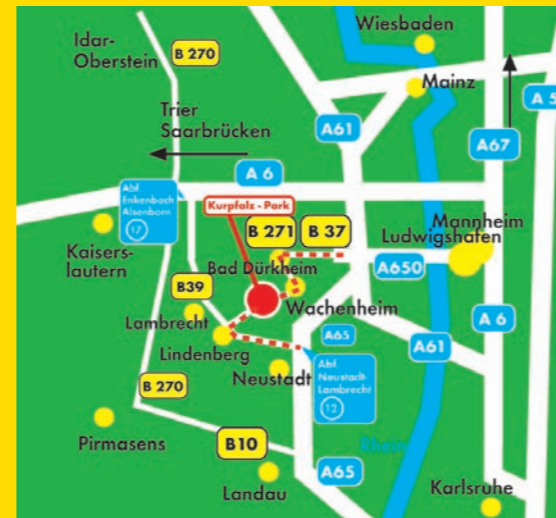 Wiesbaden
Idar-
Oberstein
B 270
Mainz
A 5
Trier
Saarbrücken
A61
A67
A 6
Abf.
Enkenbach
Alsenborn
17
Kurpfalz - Park
B 271
B 37
Mannheim
Ludwigshafen
Kaisers-
lautern
Bad Dürkheim
A650
B39
Wachenheim
Lambrecht
A65
A 6
Lindenberg
A61
Abf.
Neustadt-
Lambrecht
12
Neustadt
B 270
Pirmasens
B10
Rhein
A65
Landau
Karlsruhe